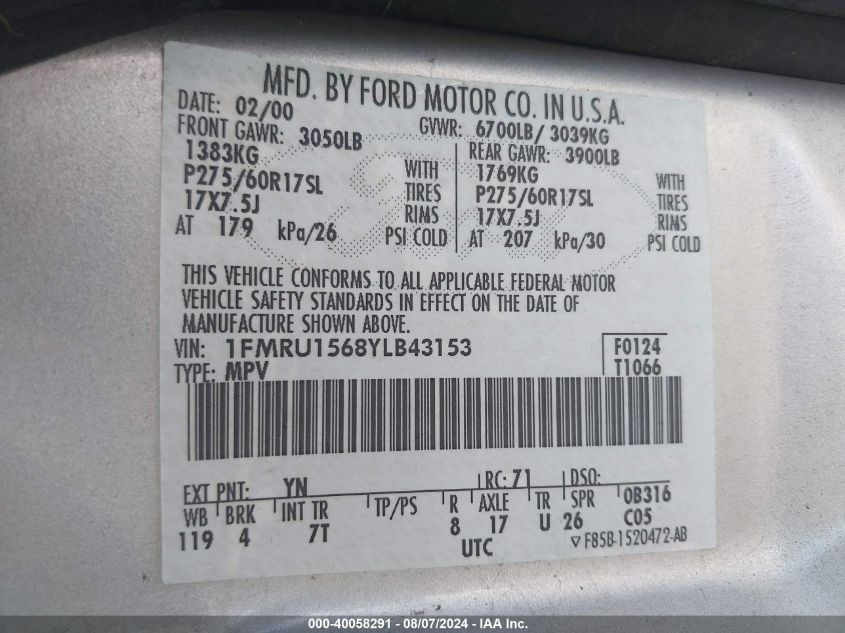 MFD. BY FORD MOTOR CO. IN U.S.A.
DATE: 02/00 GVWR: 6700LB/ 3039KG
FRONT GAWR: 3050LB REAR GAWR: 3900LB
1383KG WITH 1769KG WITH
P275/60R17SL TIRES P275/60R17SL TIRES
17X7.5J RIMS 17X7.5J RIMS
AT 179 kPa/26 PSI COLD AT 207 kPa/30 PSI COLD
THIS VEHICLE CONFORMS TO ALL APPLICABLE FEDERAL MOTOR
VEHICLE SAFETY STANDARDS IN EFFECT ON THE DATE OF
MANUFACTURE SHOWN ABOVE.
VIN: 1FMRU1568YLB43153 F0124
TYPE: MPV T1066
EXT PNT: YN RC: 71 DSO:
WB BRK INT TR TP/PS R AXLE TR SPR 0B316
119 4 7T 8 17 U 26 C05
UTC ▽ F85B-1520472-AB
000-40058291 - 08/07/2024 - IAAI Inc.